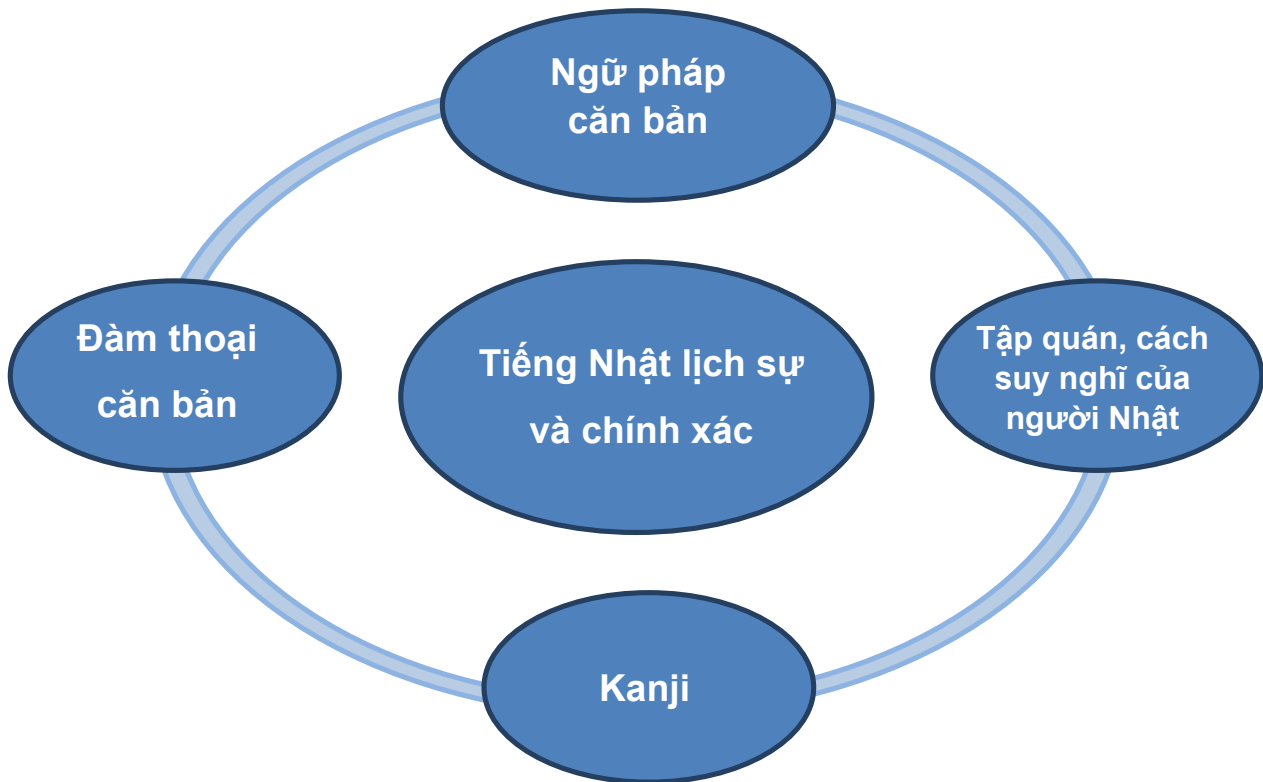 Ngữ pháp
căn bản
Đàm thoại
căn bản
Tiếng Nhật lịch sự
và chính xác
Tập quán, cách
suy nghĩ của
người Nhật
Kanji